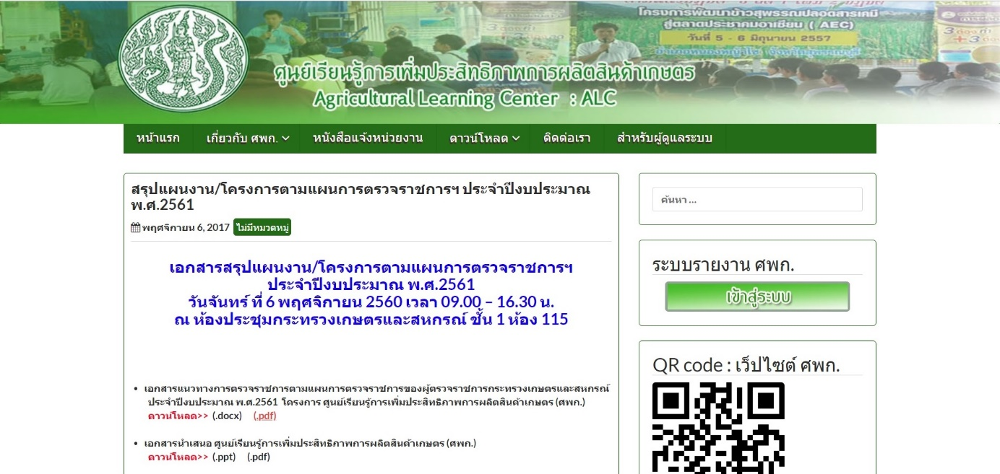 โครงการพัฒนาข้าวสุพรรณปลอดสารเคมี
สู่ตลาดประชาคมอาเซียน ( AEC)
วันที่ 5 - 6 มิถุนายน 2557
ศูนย์เรียนรู้การเพิ่มประสิทธิภาพการผลิตสินค้าเกษตร
Agricultural Learning Center : ALC
หน้าแรก เกี่ยวกับ ศพก. หนังสือแจ้งหน่วยงาน ดาวน์โหลด ติดต่อเรา สำหรับผู้ดูแลระบบ
สรุปแผนงาน/โครงการตามแผนการตรวจราชการฯ ประจำปีงบประมาณ
พ.ศ.2561
พฤศจิกายน 6, 2017 ไม่มีหมวดหมู่
เอกสารสรุปแผนงาน/โครงการตามแผนการตรวจราชการฯ
ประจำปีงบประมาณ พ.ศ.2561
วันจันทร์ ที่ 6 พฤศจิกายน 2560 เวลา 09.00 – 16.30 น.
ณ ห้องประชุมกระทรวงเกษตรและสหกรณ์ ชั้น 1 ห้อง 115
เอกสารแนวทางการตรวจราชการตามแผนการตรวจราชการของผู้ตรวจราชการกระทรวงเกษตรและสหกรณ์
ประจำปีงบประมาณ พ.ศ.2561 โครงการ ศูนย์เรียนรู้การเพิ่มประสิทธิภาพการผลิตสินค้าเกษตร (ศพก.)
ดาวน์โหลด>> (.docx) (.pdf)
เอกสารนำเสนอ ศูนย์เรียนรู้การเพิ่มประสิทธิภาพการผลิตสินค้าเกษตร (ศพก.)
ดาวน์โหลด>> (.ppt) (.pdf)
ค้นหา ...
ระบบรายงาน ศพก.
เข้าสู่ระบบ
QR code : เว็ปไซต์ ศพก.